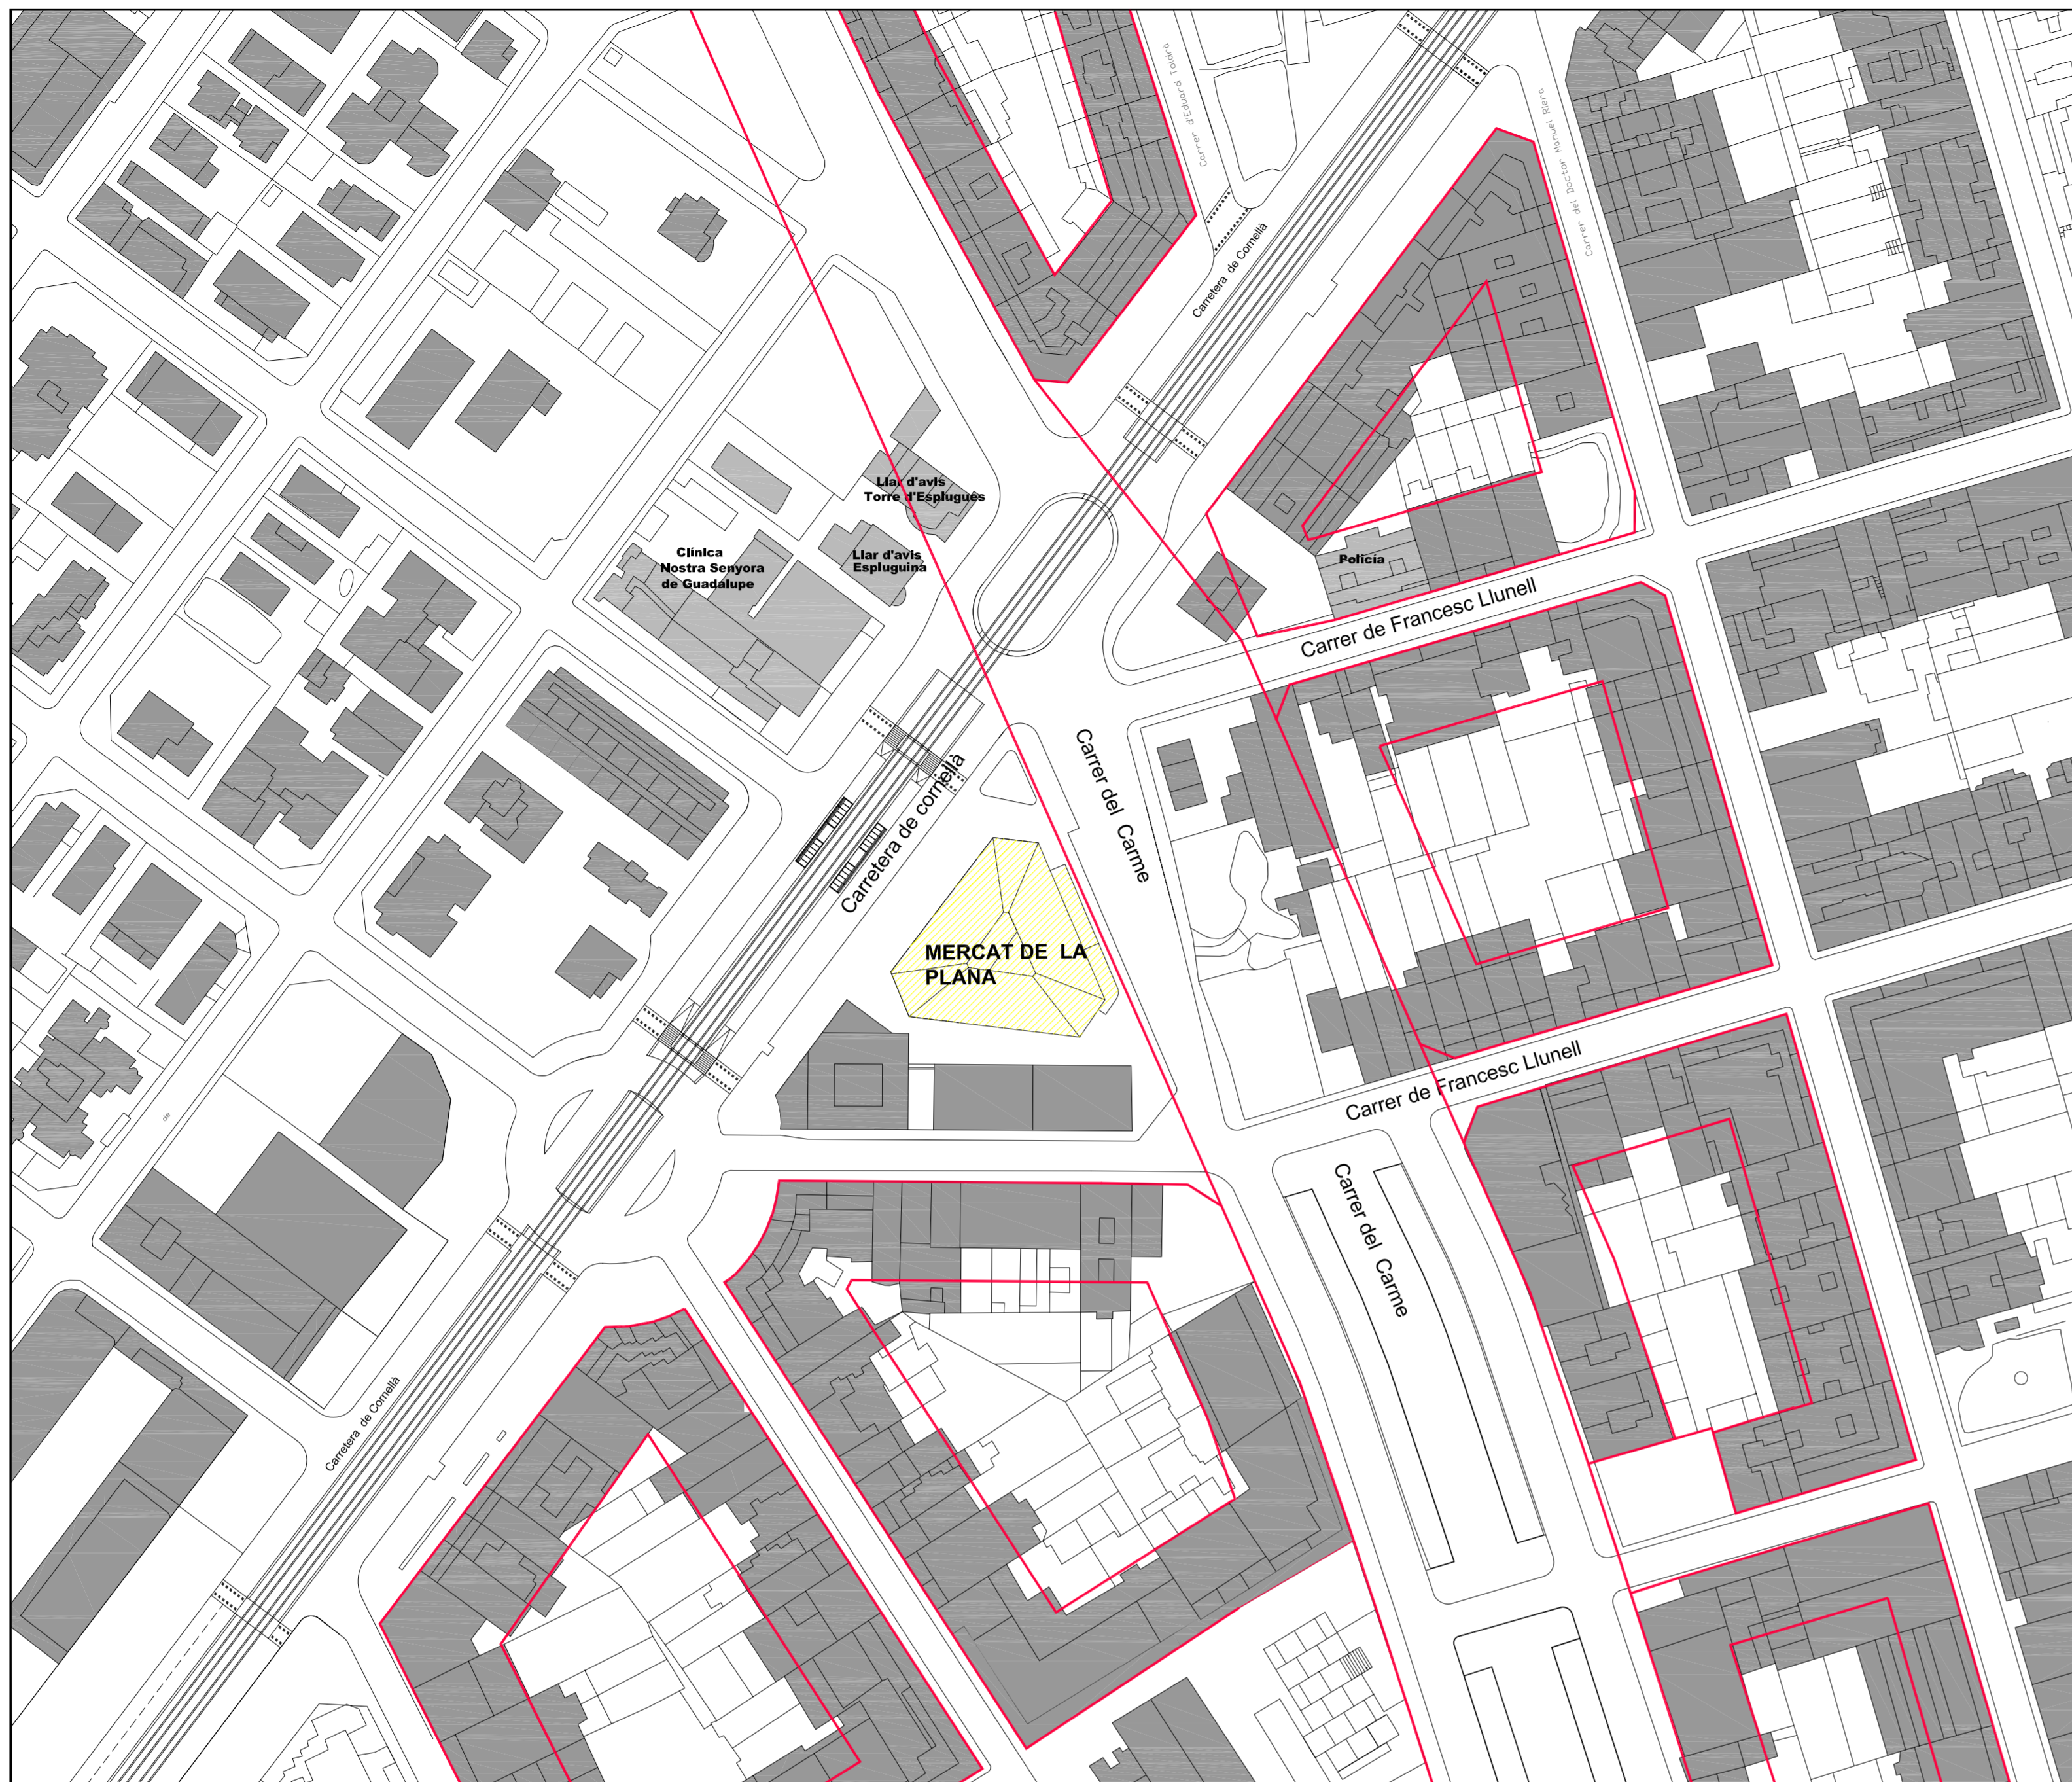 Carrer d'Eduard Toldrà
Carrer del Doctor Manuel Riera
Carretera de Cornellà
Llar d'avis
Torre d'Esplugues
Clínica
Nostra Senyora
de Guadalupe
Llar d'avis
Espluguina
Policía
Carrer de Francesc Llunell
Carrer del Carme
Carretera de cornellà
MERCAT DE LA
PLANA
Carrer de Francesc Llunell
de
Carrer del Carme
Carretera de Cornellà